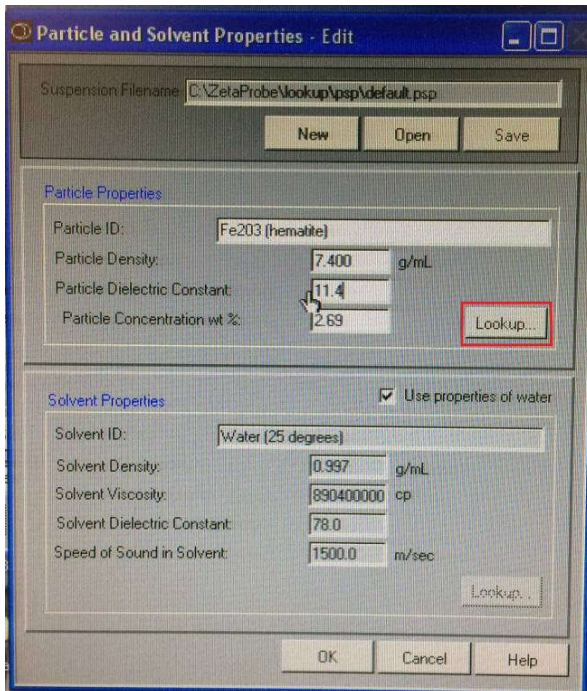 Particle and Solvent Properties - Edit
Suspension Filename C:\ZetaProbe\lookup\psp\default.psp
New Open Save
Particle Properties
Particle ID: Fe203 (hematite)
Particle Density: 7.400 g/mL
Particle Dielectric Constant: 11.4
Particle Concentration wt %: 2.69 Lookup...
Solvent Properties Use properties of water
Solvent ID: Water (25 degrees)
Solvent Density: 0.997 g/mL
Solvent Viscosity: 890400000 cp
Solvent Dielectric Constant: 78.0
Speed of Sound in Solvent: 1500.0 m/sec
Lookup...
OK Cancel Help